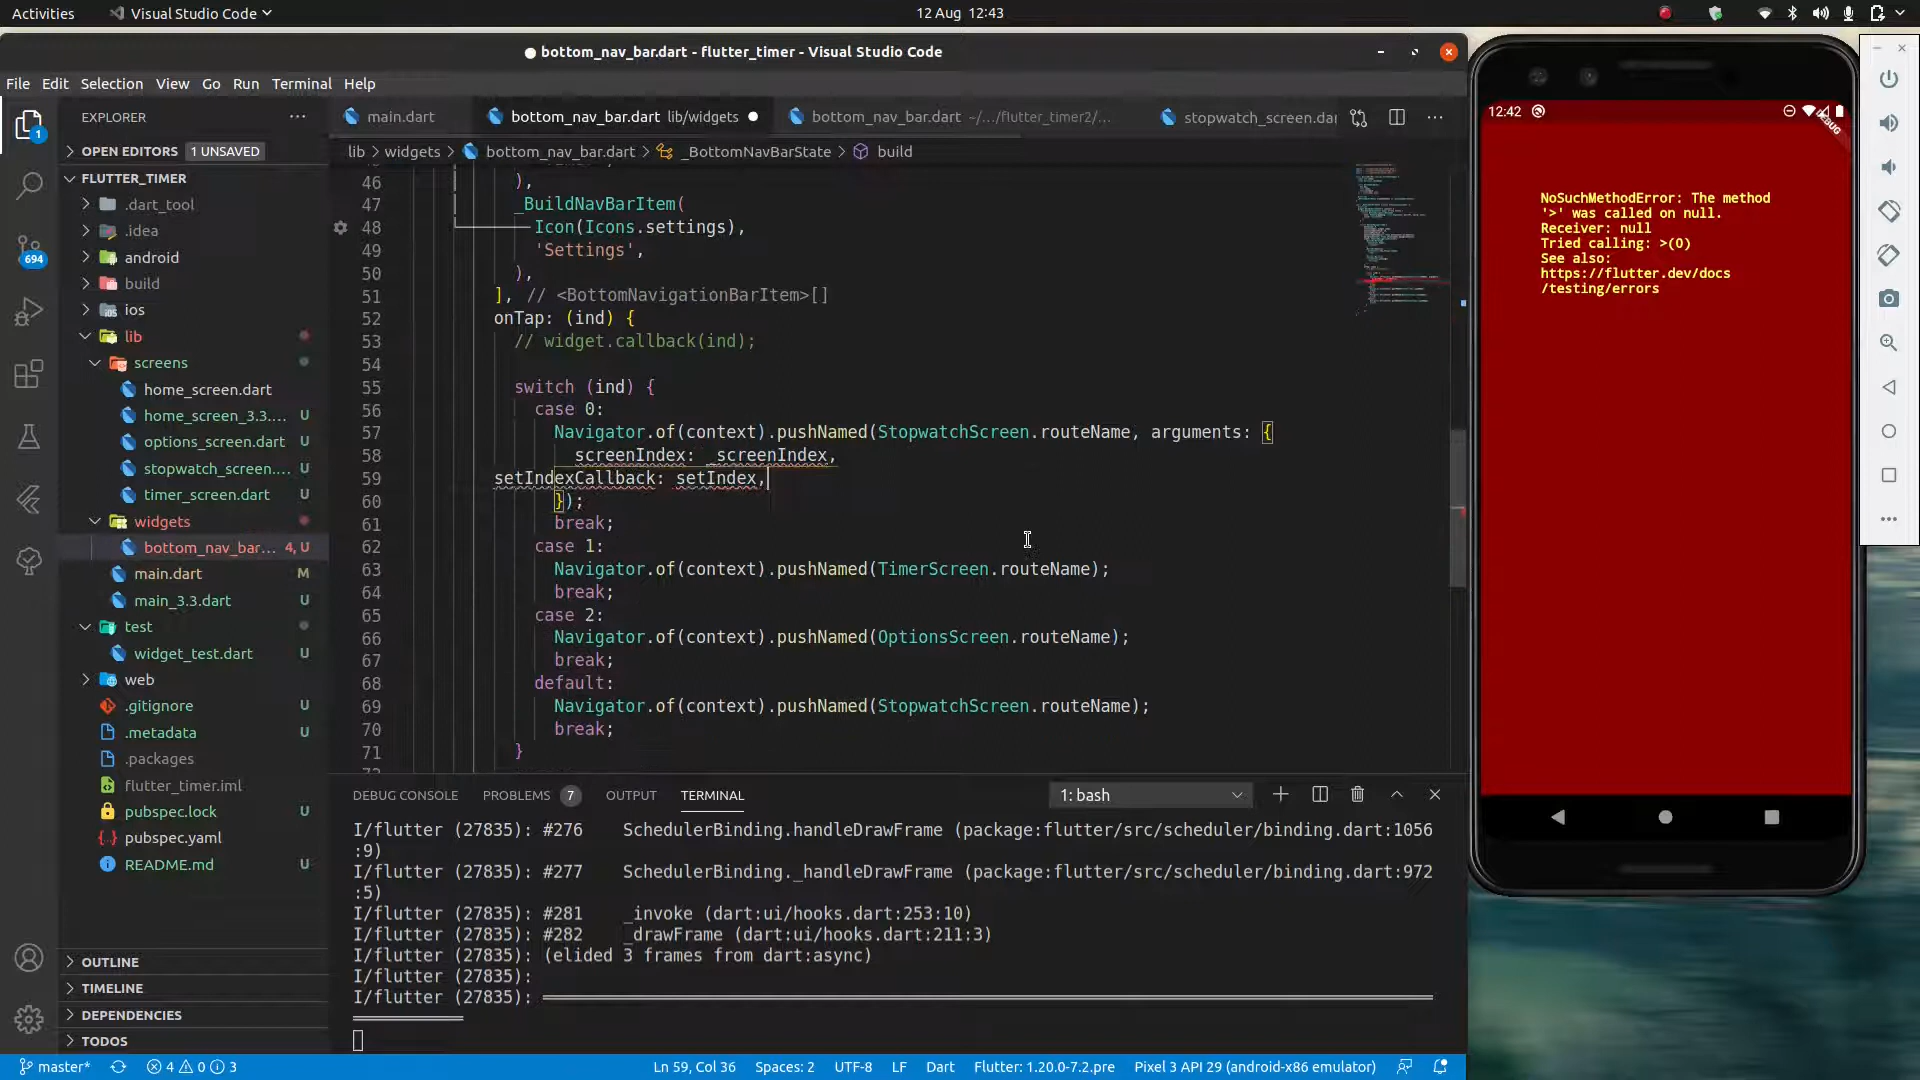 Activities
Visual Studio Code
12 Aug 12:43
bottom_nav_bar.dart - flutter_timer - Visual Studio Code
File Edit Selection View Go Run Terminal Help
1
EXPLORER
main.dart
bottom_nav_bar.dart lib/widgets
bottom_nav_bar.dart ~/.../flutter_timer2/...
stopwatch_screen.dar
OPEN EDITORS 1 UNSAVED
lib > widgets > bottom_nav_bar.dart > _BottomNavBarState > build
FLUTTER_TIMER
.dart_tool
.idea
android
build
ios
lib
screens
home_screen.dart
home_screen_3.3.... U
options_screen.dart U
stopwatch_screen.... U
timer_screen.dart U
widgets
bottom_nav_bar... 4, U
main.dart M
main_3.3.dart U
test
widget_test.dart U
web
.gitignore U
.metadata U
.packages
flutter_timer.iml
pubspec.lock U
pubspec.yaml
README.md U
OUTLINE
TIMELINE
DEPENDENCIES
TODOS
694
46 ),
47 _BuildNavBarItem(
48 Icon(Icons.settings),
49 'Settings',
50 ),
51 ], // <BottomNavigationBarItem>[]
52 onTap: (ind) {
53 // widget.callback(ind);
54
55 switch (ind) {
56 case 0:
57 Navigator.of(context).pushNamed(StopwatchScreen.routeName, arguments: {
58 screenIndex: _screenIndex,
59 setIndexCallback: setIndex,
60 });
61 break;
62 case 1:
63 Navigator.of(context).pushNamed(TimerScreen.routeName);
64 break;
65 case 2:
66 Navigator.of(context).pushNamed(OptionsScreen.routeName);
67 break;
68 default:
69 Navigator.of(context).pushNamed(StopwatchScreen.routeName);
70 break;
71 }
DEBUG CONSOLE PROBLEMS 7 OUTPUT TERMINAL
1: bash
I/flutter (27835): #276 SchedulerBinding.handleDrawFrame (package:flutter/src/scheduler/binding.dart:1056
:9)
I/flutter (27835): #277 SchedulerBinding._handleDrawFrame (package:flutter/src/scheduler/binding.dart:972
:5)
I/flutter (27835): #281 _invoke (dart:ui/hooks.dart:253:10)
I/flutter (27835): #282 _drawFrame (dart:ui/hooks.dart:211:3)
I/flutter (27835): (elided 3 frames from dart:async)
I/flutter (27835):
I/flutter (27835): ════════════════════
master* 4 0 3
Ln 59, Col 36 Spaces: 2 UTF-8 LF Dart Flutter: 1.20.0-7.2.pre Pixel 3 API 29 (android-x86 emulator)
12:42
DEBUG
NoSuchMethodError: The method
'>' was called on null.
Receiver: null
Tried calling: >(0)
See also:
https://flutter.dev/docs
/testing/errors